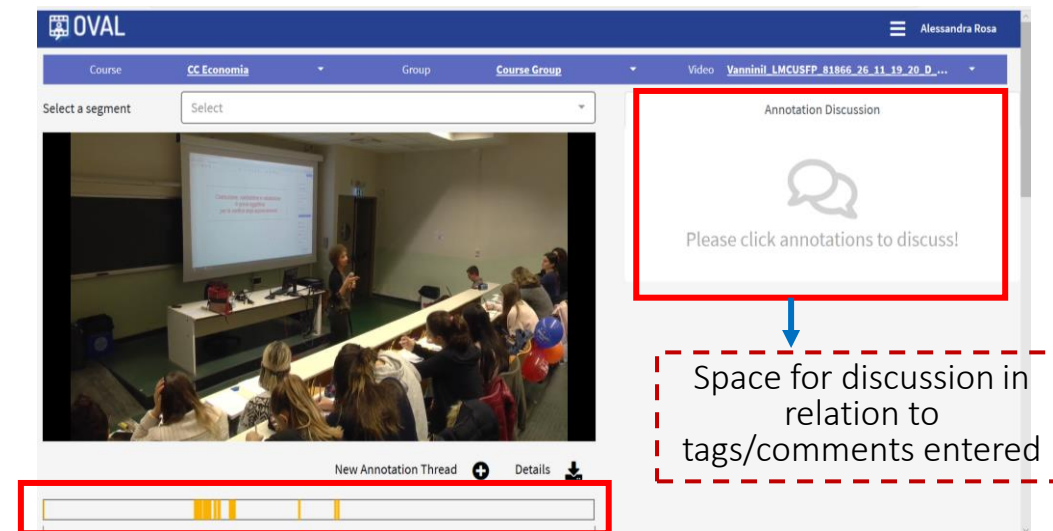 OVAL
Alessandra Rosa
Course CC Economia Group Course Group Video Vanninil_LMCUSFP_81866_26_11_19_20_D_...
Select a segment Select
Annotation Discussion
Please click annotations to discuss!
Space for discussion in
relation to
tags/comments entered
New Annotation Thread Details